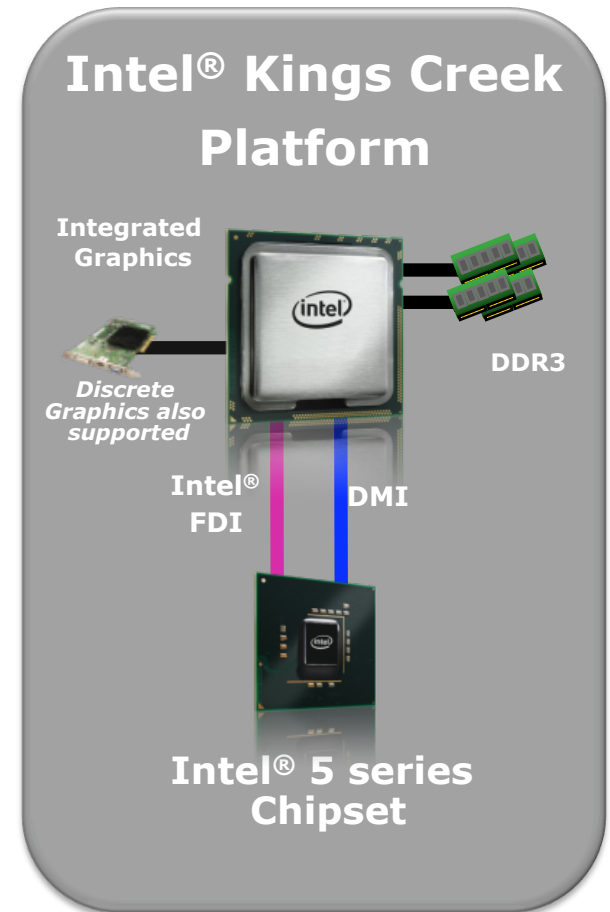 Intel® Kings Creek
Platform
Integrated
Graphics
intel
DDR3
Discrete
Graphics also
supported
Intel®
FDI
DMI
intel
Intel® 5 series
Chipset